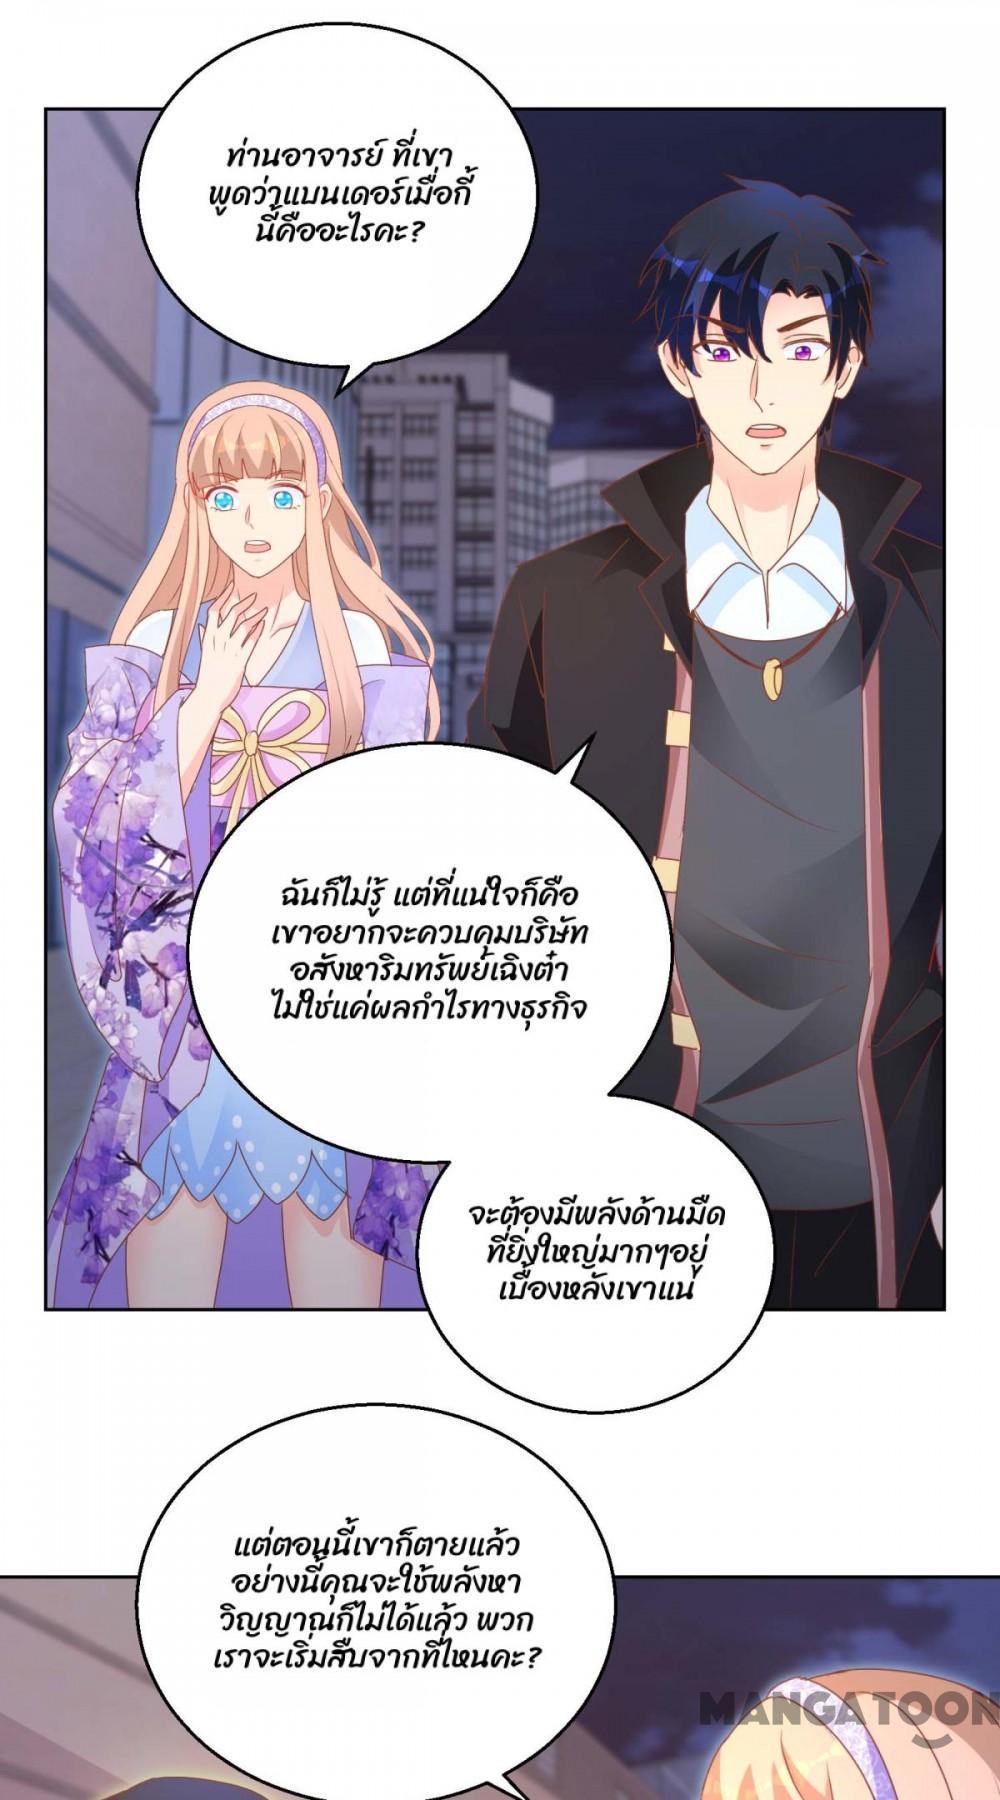 ท่านอาจารย์ ที่เขา
พูดว่าแบนเดอร์เมื่อกี้
นี้คืออะไรคะ?
ฉันก็ไม่รู้ แต่ที่แน่ใจก็คือ
เขาอยากจะควบคุมบริษัท
อสังหาริมทรัพย์เฉิงต๋า
ไม่ใช่แค่ผลกำไรทางธุรกิจ
จะต้องมีพลังด้านมืด
ที่ยิ่งใหญ่มากๆอยู่
เบื้องหลังเขาแน่
แต่ตอนนี้เขาก็ตายแล้ว
อย่างนี้คุณจะใช้พลังหา
วิญญาณก็ไม่ได้แล้ว พวก
เราจะเริ่มสืบจากที่ไหนคะ?
MANGATOON